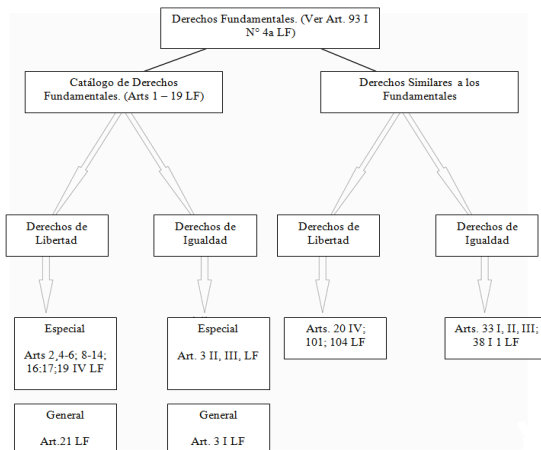 Derechos Fundamentales. (Ver Art. 93 I
N° 4a LF)
Catálogo de Derechos
Fundamentales. (Arts 1 – 19 LF)
Derechos Similares a los
Fundamentales
Derechos de
Libertad
Derechos de
Igualdad
Derechos de
Libertad
Derechos de
Igualdad
Especial
Arts 2,4-6; 8-14;
16:17;19 IV LF
Especial
Art. 3 II, III, LF
Arts. 20 IV;
101; 104 LF
Arts. 33 I, II, III;
38 I 1 LF
General
Art.21 LF
General
Art. 3 I LF